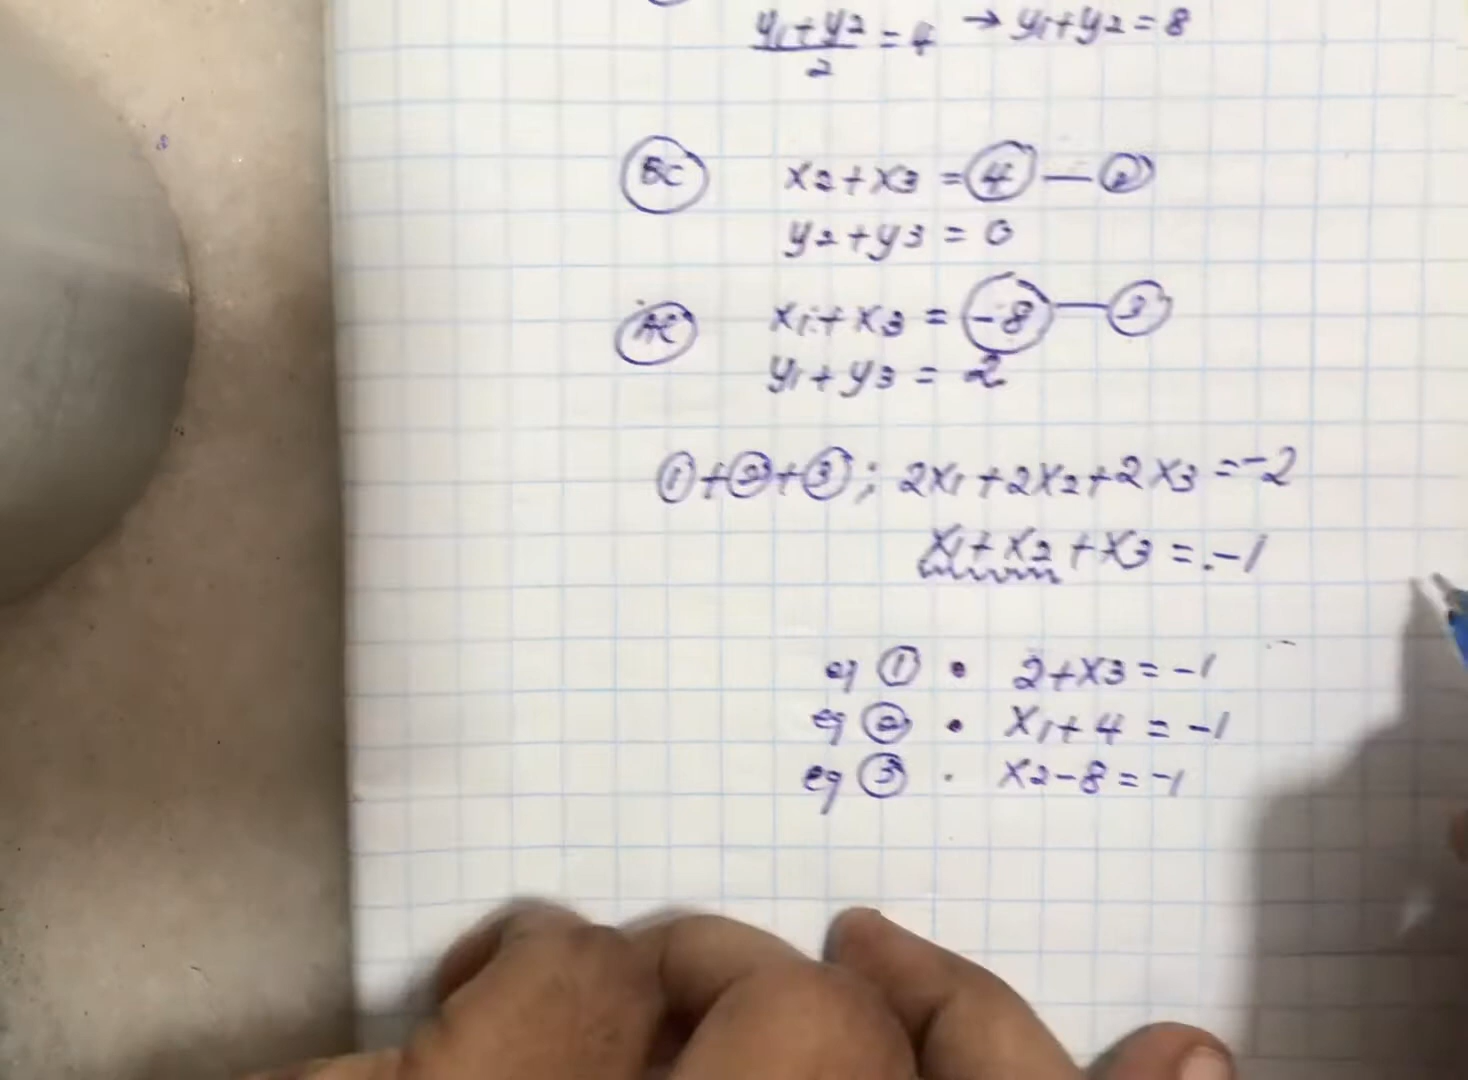 y1+y2/2 = 4 → y1+y2 = 8
BC x2+x3 = 4 — 2
y2+y3 = 0
AC x1+x3 = -8 — 3
y1+y3 = 2
1+2+3; 2x1+2x2+2x3 = -2
x1+x2+x3 = -1
eq 1 • 2+x3 = -1
eq 2 • x1+4 = -1
eq 3 • x2-8 = -1